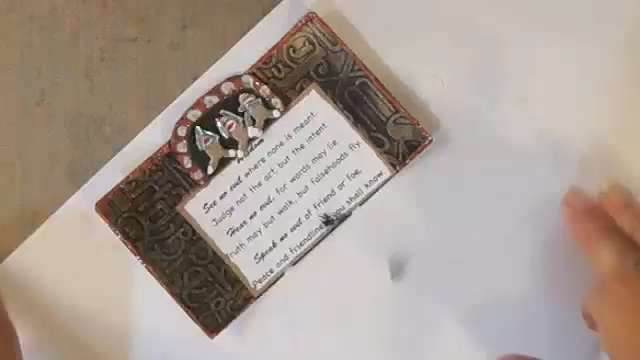 Wisdom
See no evil where none is meant.
Judge not the act, but the intent
Hear no evil, for words may lie
Truth may but walk, but falsehoods fly.
Speak no evil of friend or foe,
Peace and friendliness you shall know.